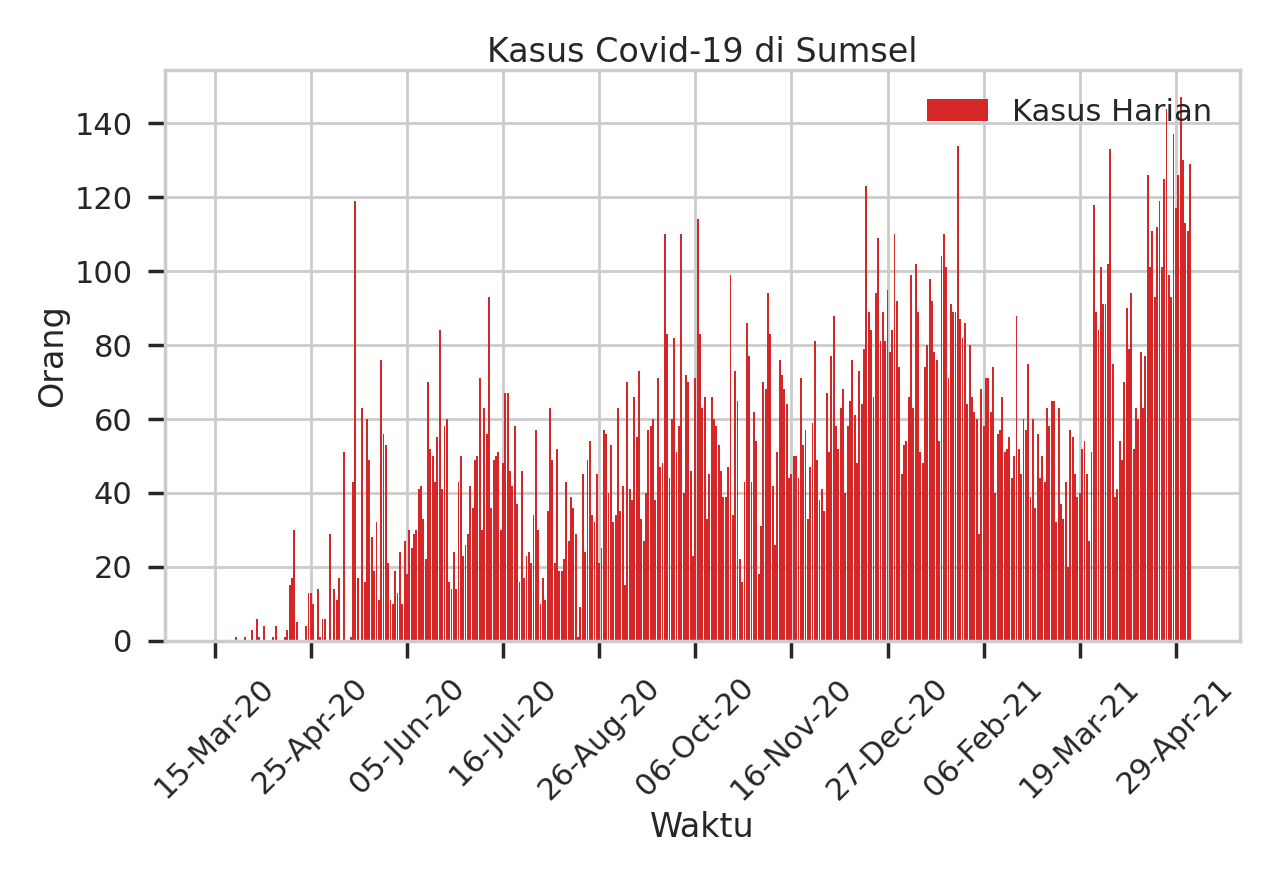 Kasus Covid-19 di Sumsel
Kasus Harian
Orang
140
120
100
80
60
40
20
0
15-Mar-20
25-Apr-20
05-Jun-20
16-Jul-20
26-Aug-20
06-Oct-20
16-Nov-20
27-Dec-20
06-Feb-21
19-Mar-21
29-Apr-21
Waktu